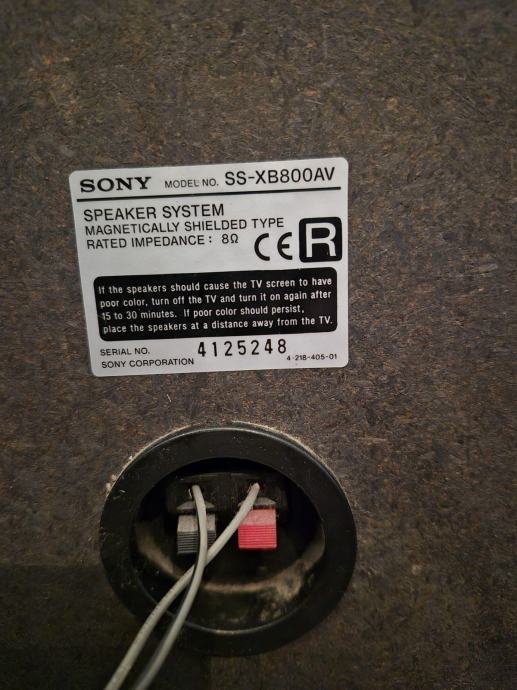 SONY MODEL NO. SS-XB800AV
SPEAKER SYSTEM
MAGNETICALLY SHIELDED TYPE
RATED IMPEDANCE : 8Ω
CE R
If the speakers should cause the TV screen to have
poor color, turn off the TV and turn it on again after
15 to 30 minutes. If poor color should persist,
place the speakers at a distance away from the TV.
SERIAL NO. 4125248
SONY CORPORATION 4-218-405-01